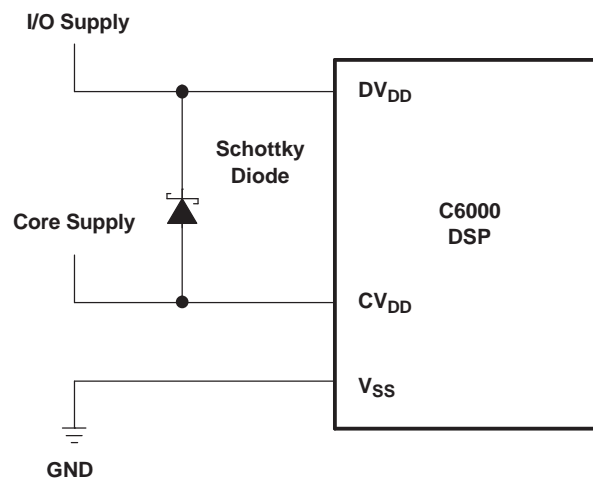 I/O Supply
DVDD
Schottky
Diode
C6000
DSP
Core Supply
CVDD
VSS
GND